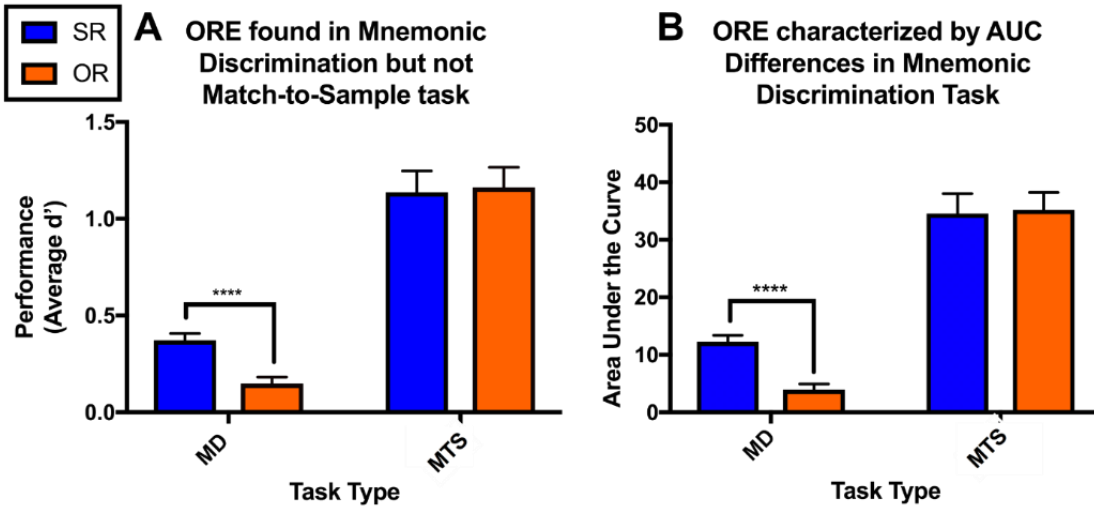 SR
OR
A
ORE found in Mnemonic
Discrimination but not
Match-to-Sample task
Performance
(Average d’)
1.5
1.0
0.5
0.0
****
MD
MTS
Task Type
B
ORE characterized by AUC
Differences in Mnemonic
Discrimination Task
Area Under the Curve
50
40
30
20
10
0
****
MD
MTS
Task Type